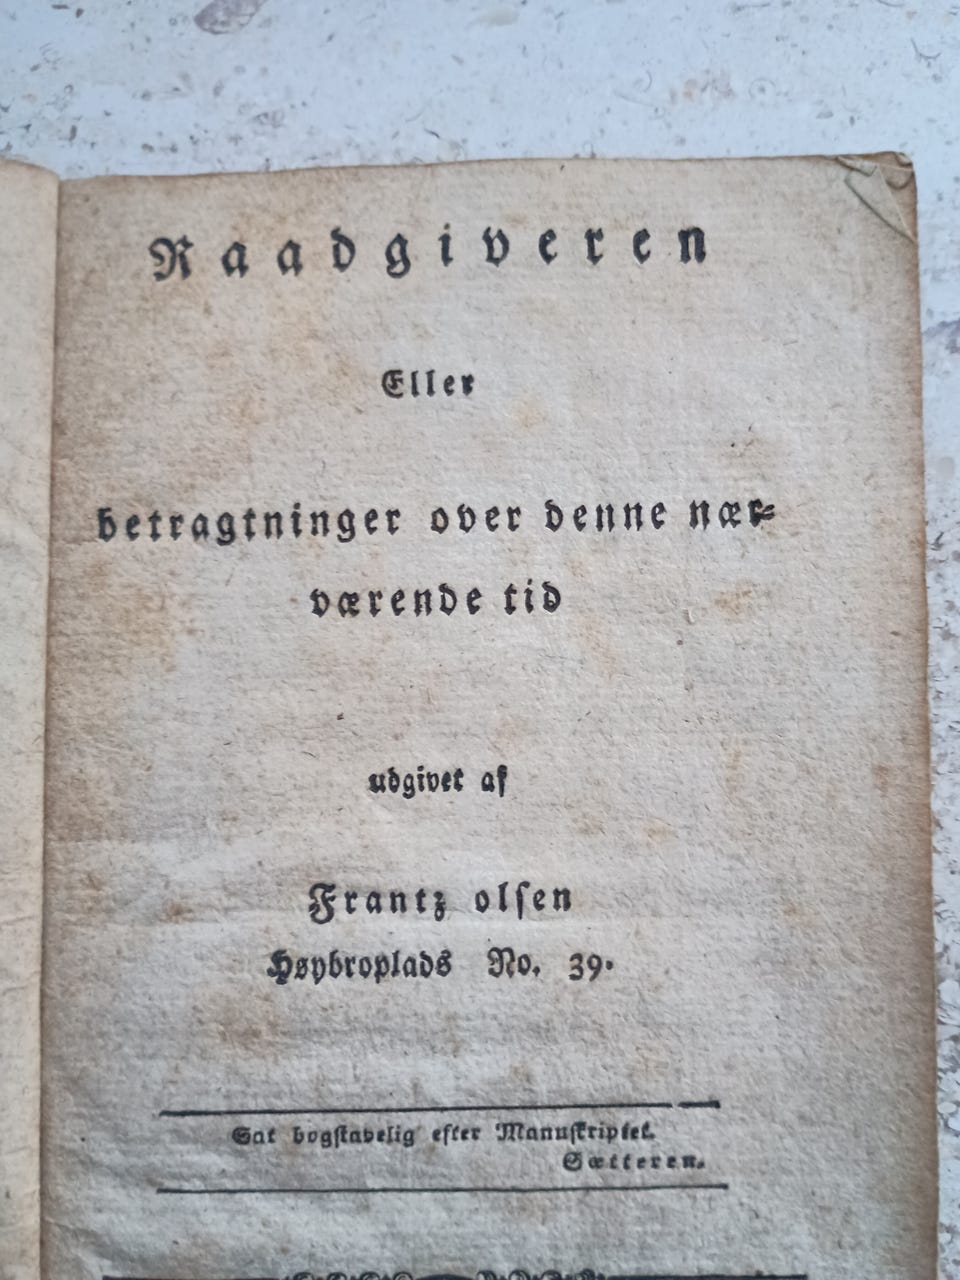 Raadgiveren
Eller
betragtninger over denne nær-
værende tid
udgivet af
Frantz olsen
Høybroplads No. 39.
Sat bogstavelig efter Manuskriptet.
Sætteren.